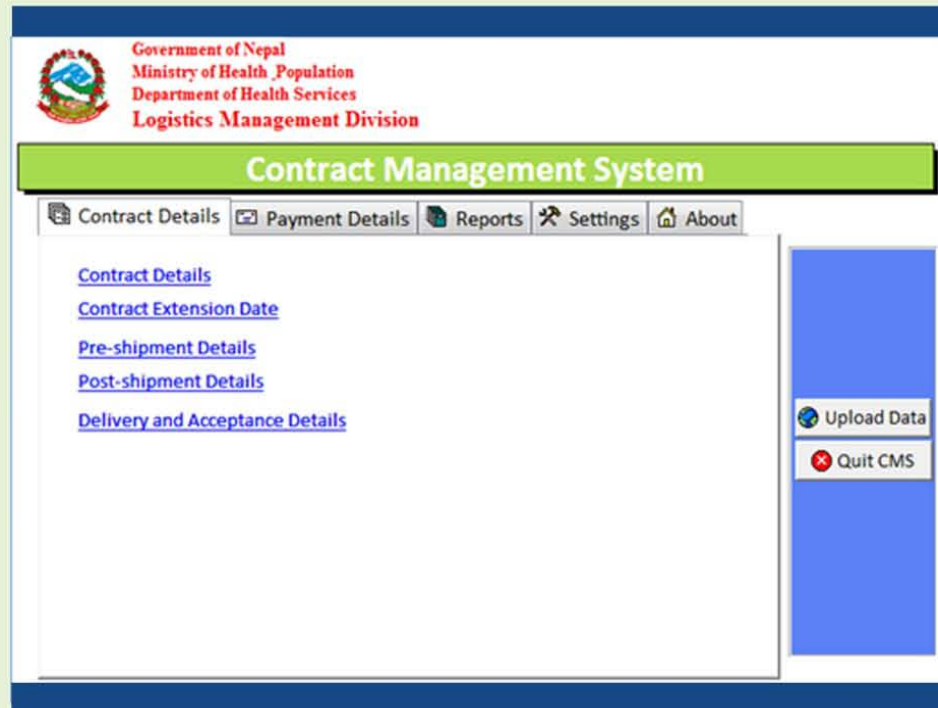 Government of Nepal
Ministry of Health ,Population
Department of Health Services
Logistics Management Division
Contract Management System
Contract Details
Payment Details
Reports
Settings
About
Contract Details
Contract Extension Date
Pre-shipment Details
Post-shipment Details
Delivery and Acceptance Details
Upload Data
Quit CMS